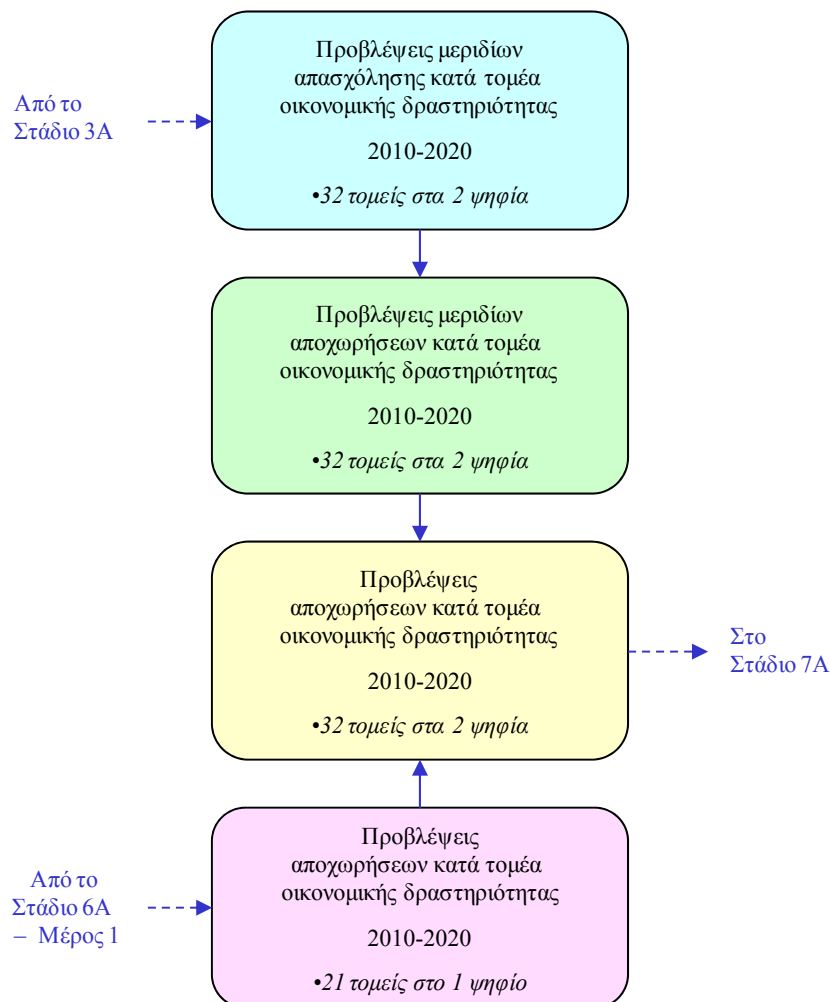 Προβλέψεις μεριδίων
απασχόλησης κατά τομέα
οικονομικής δραστηριότητας
2010-2020
•32 τομείς στα 2 ψηφία
Από το
Στάδιο 3Α
Προβλέψεις μεριδίων
αποχωρήσεων κατά τομέα
οικονομικής δραστηριότητας
2010-2020
•32 τομείς στα 2 ψηφία
Προβλέψεις
αποχωρήσεων κατά τομέα
οικονομικής δραστηριότητας
2010-2020
•32 τομείς στα 2 ψηφία
Στο
Στάδιο 7Α
Προβλέψεις
αποχωρήσεων κατά τομέα
οικονομικής δραστηριότητας
2010-2020
•21 τομείς στο 1 ψηφίο
Από το
Στάδιο 6Α
– Μέρος 1